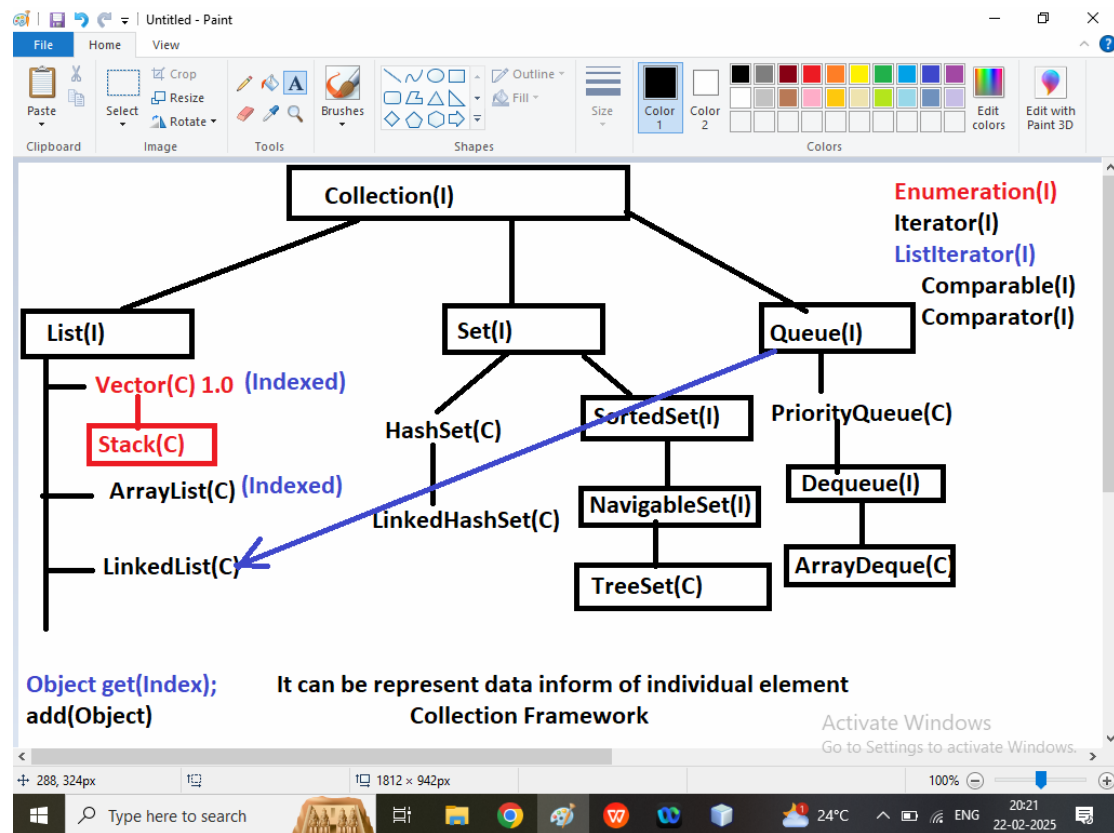 Untitled - Paint
File Home View
Paste
Select
Crop
Resize
Rotate
Brushes
Outline
Fill
Size
Color 1
Color 2
Edit colors
Edit with Paint 3D
Clipboard
Image
Tools
Shapes
Colors
Collection(I)
Enumeration(I)
Iterator(I)
ListIterator(I)
Comparable(I)
Comparator(I)
List(I)
Set(I)
Queue(I)
Vector(C) 1.0 (Indexed)
Stack(C)
ArrayList(C) (Indexed)
LinkedList(C)
HashSet(C)
LinkedHashSet(C)
SortedSet(I)
NavigableSet(I)
TreeSet(C)
PriorityQueue(C)
Dequeue(I)
ArrayDeque(C)
Object get(Index);
add(Object)
It can be represent data inform of individual element
Collection Framework
Activate Windows
Go to Settings to activate Windows.
288, 324px
1812 × 942px
100%
Type here to search
24°C
ENG
20:21
22-02-2025